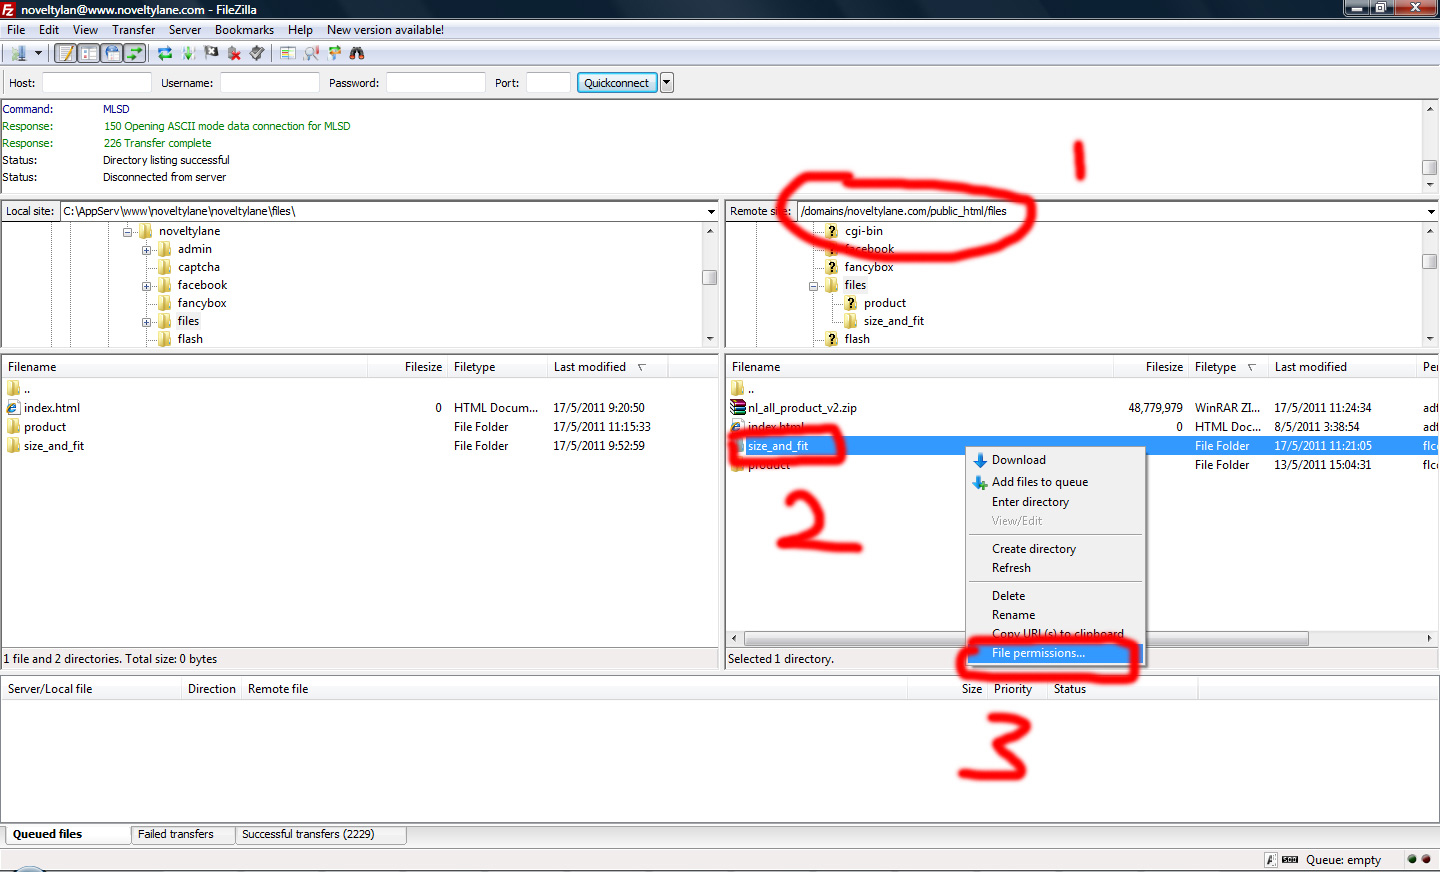 noveltylan@www.noveltylane.com - FileZilla
File Edit View Transfer Server Bookmarks Help New version available!
Host: Username: Password: Port: Quickconnect
Command: MLSD
Response: 150 Opening ASCII mode data connection for MLSD
Response: 226 Transfer complete
Status: Directory listing successful
Status: Disconnected from server
1
Local site: C:\AppServ\www\noveltylane\noveltylane\files\
noveltylane
admin
captcha
facebook
fancybox
files
flash
Remote site: /domains/noveltylane.com/public_html/files
cgi-bin
facebook
fancybox
files
product
size_and_fit
flash
Filename Filesize Filetype Last modified
..
index.html 0 HTML Docum... 17/5/2011 9:20:50
product File Folder 17/5/2011 11:15:33
size_and_fit File Folder 17/5/2011 9:52:59
1 file and 2 directories. Total size: 0 bytes
Filename Filesize Filetype Last modified Per
..
nl_all_product_v2.zip 48,779,979 WinRAR ZI... 17/5/2011 11:24:34
index.html 0 HTML Doc... 8/5/2011 3:38:54
size_and_fit File Folder 17/5/2011 11:21:05
product File Folder 13/5/2011 15:04:31
2
Download
Add files to queue
Enter directory
View/Edit
Create directory
Refresh
Delete
Rename
Copy URL(s) to clipboard
File permissions...
Selected 1 directory.
3
Server/Local file Direction Remote file Size Priority Status
Queued files Failed transfers Successful transfers (2229)
Queue: empty